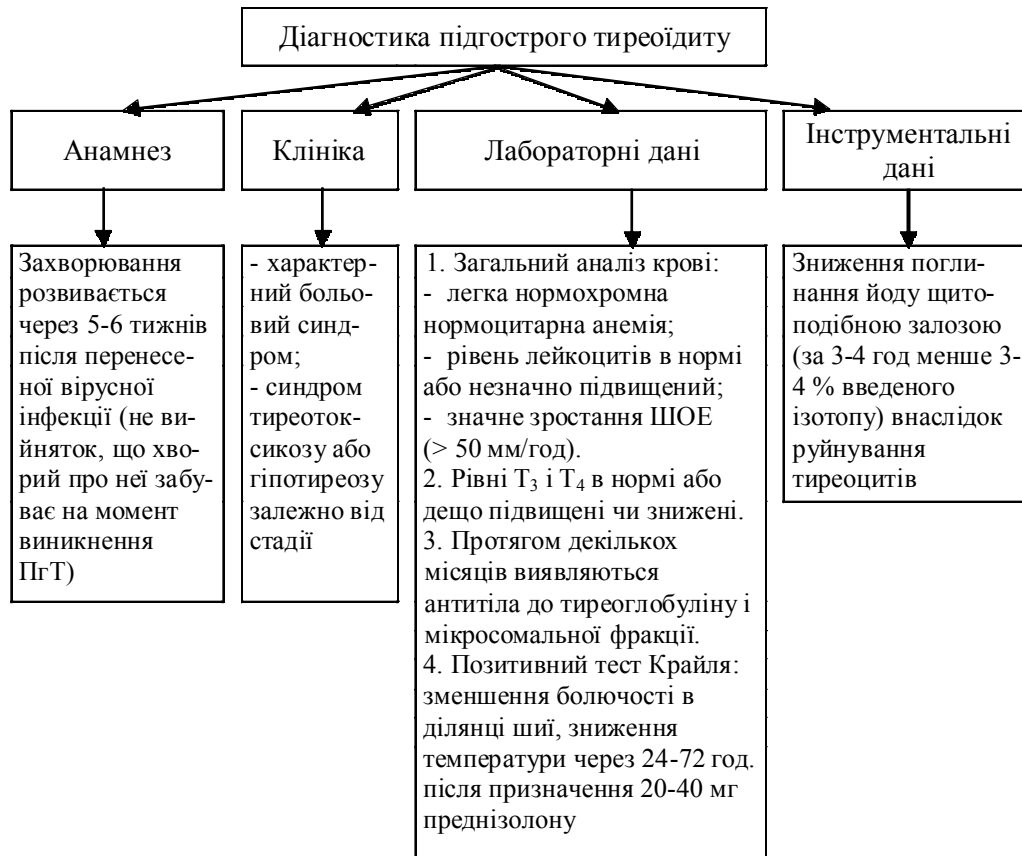 Діагностика підгострого тиреоїдиту
Анамнез
Клініка
Лабораторні дані
Інструментальні
дані
Захворювання
розвивається
через 5-6 тижнів
після перенесе-
ної вірусної
інфекції (не ви-
йняток, що хво-
рий про неї забу-
ває на момент
виникнення
ПгТ)
- характер-
ний больо-
вий синд-
ром;
- синдром
тиреоток-
сикозу або
гіпотиреозу
залежно від
стадії
1. Загальний аналіз крові:
- легка нормохромна
нормоцитарна анемія;
- рівень лейкоцитів в нормі
або незначно підвищений;
- значне зростання ШОЕ
(> 50 мм/год).
2. Рівні Т₃ і Т₄ в нормі або
дещо підвищені чи знижені.
3. Протягом декількох
місяців виявляються
антитіла до тиреоглобуліну і
мікросомальної фракції.
4. Позитивний тест Крайля:
зменшення болючості в
ділянці шиї, зниження
температури через 24-72 год.
після призначення 20-40 мг
преднізолону
Зниження погли-
нання йоду щито-
подібною залозою
(за 3-4 год менше 3-
4 % введеного
ізотопу) внаслідок
руйнування
тиреоцитів